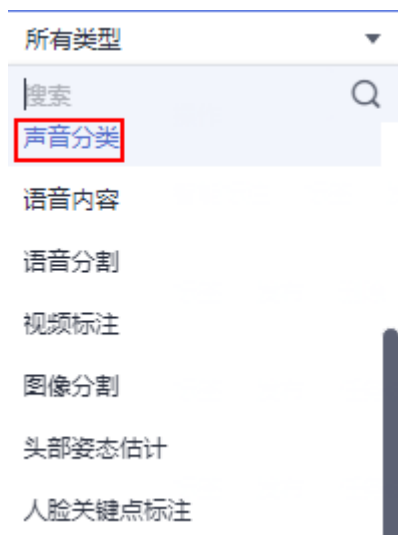 所有类型
搜索
声音分类
语音内容
语音分割
视频标注
图像分割
头部姿态估计
人脸关键点标注